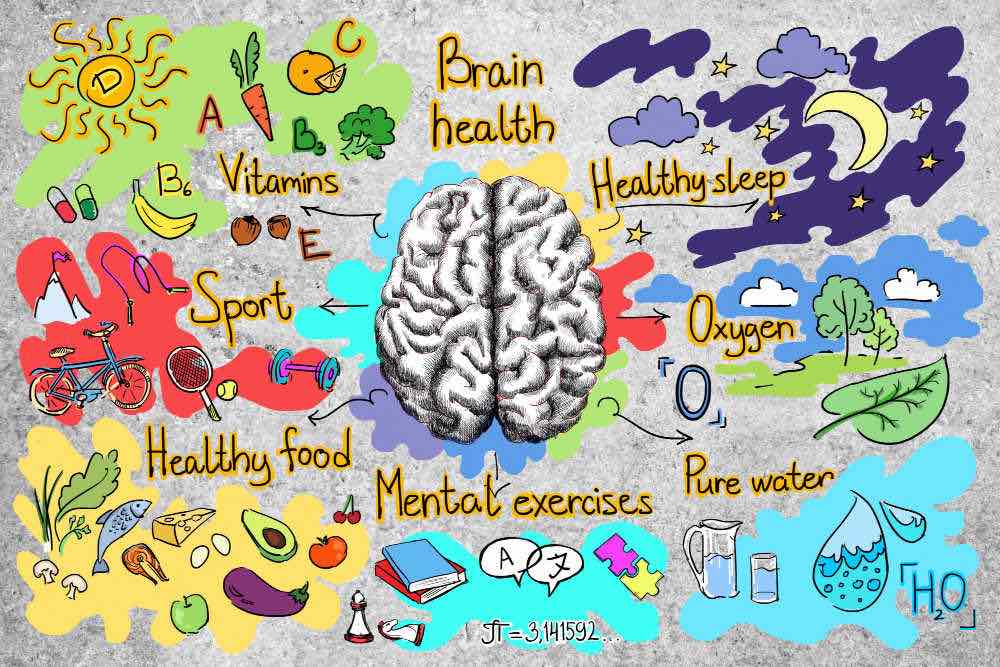 Brain
health
D
A
C
B3
B6
Vitamins
E
Healthy sleep
Sport
Oxygen
O
Healthy food
Mental exercises
Pure water
A
π = 3,141592...
H2O